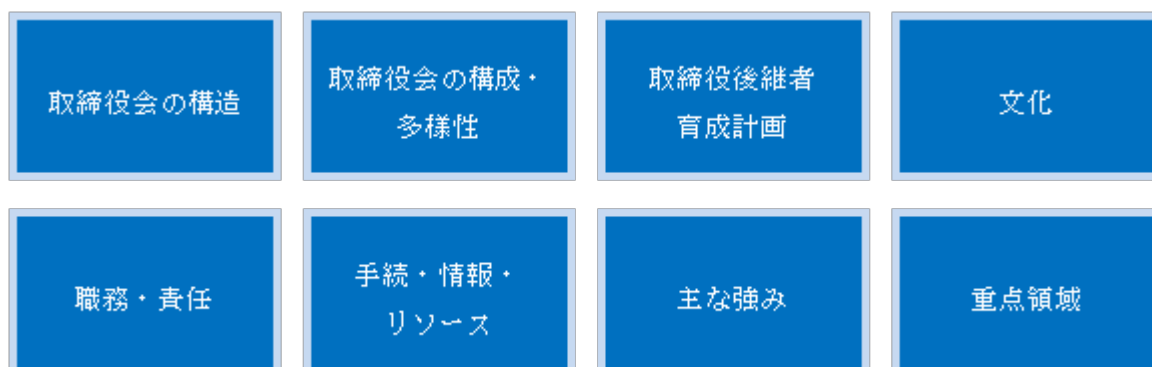 取締役会の構造
取締役会の構成・
多様性
取締役後継者
育成計画
文化
職務・責任
手続・情報・
リソース
主な強み
重点領域